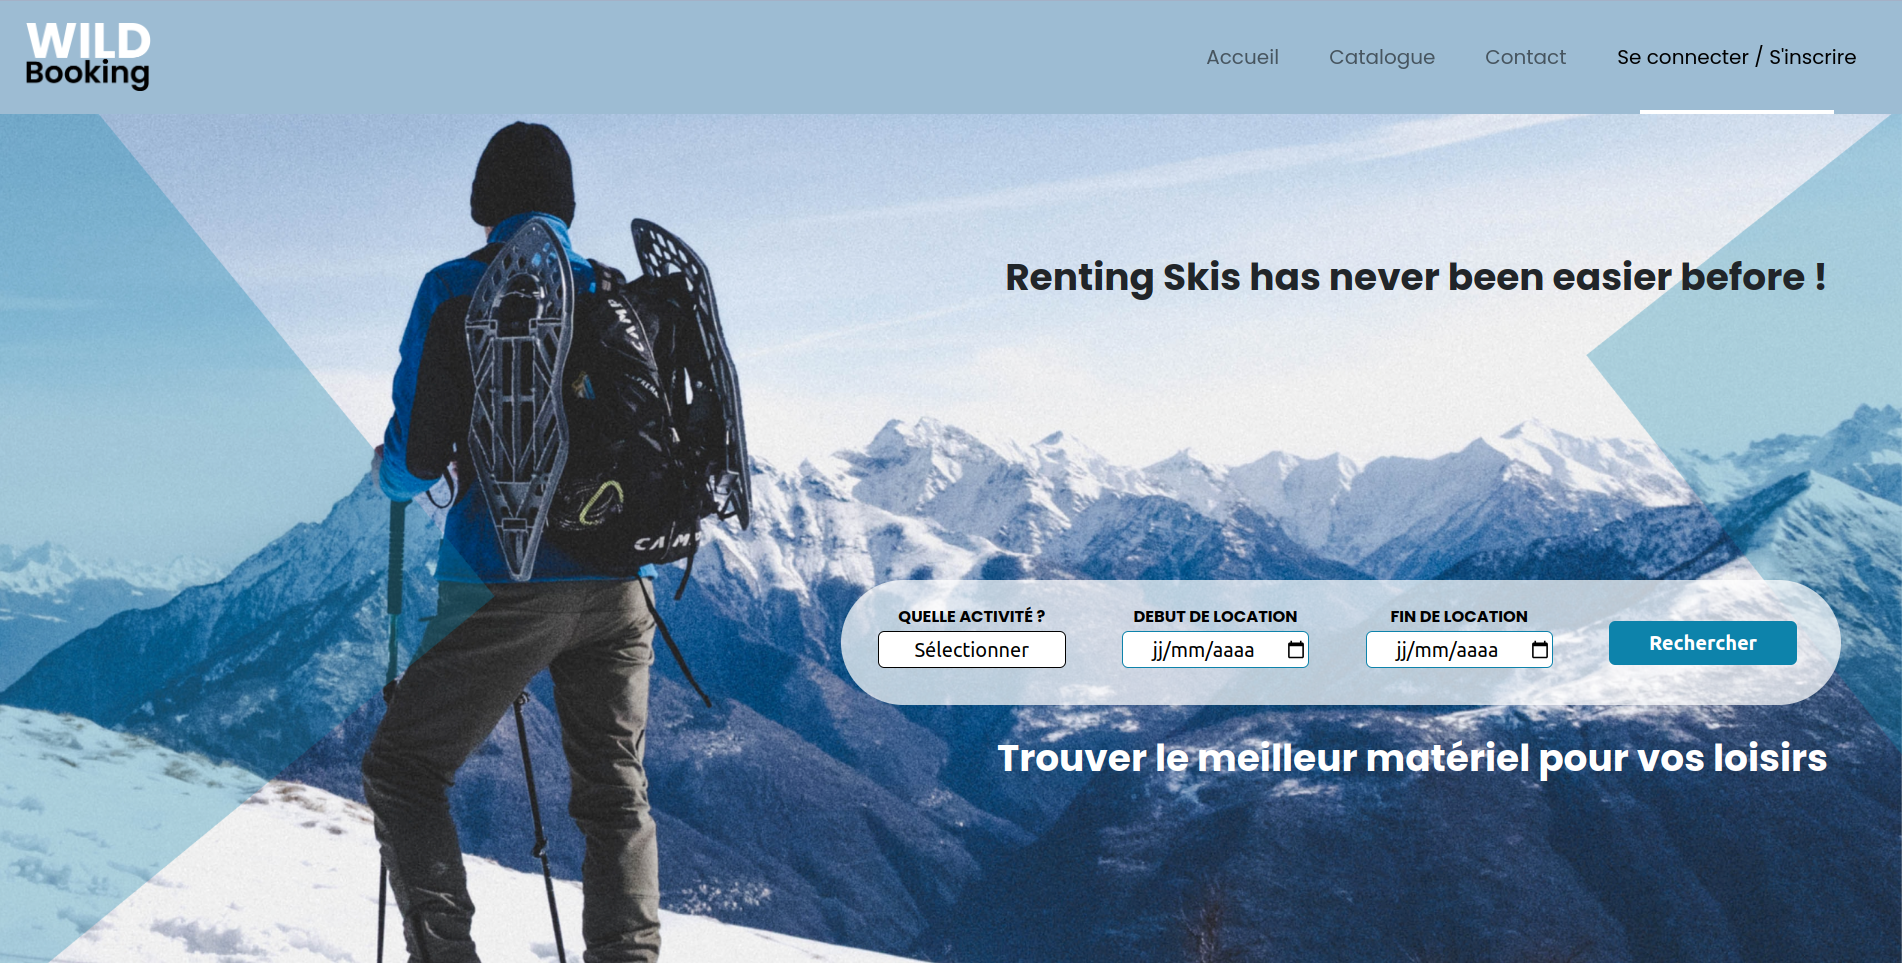 WILD
Booking
Accueil
Catalogue
Contact
Se connecter / S'inscrire
Renting Skis has never been easier before !
QUELLE ACTIVITÉ ?
Sélectionner
DEBUT DE LOCATION
jj/mm/aaaa
FIN DE LOCATION
jj/mm/aaaa
Rechercher
Trouver le meilleur matériel pour vos loisirs
CAMP
CAMP